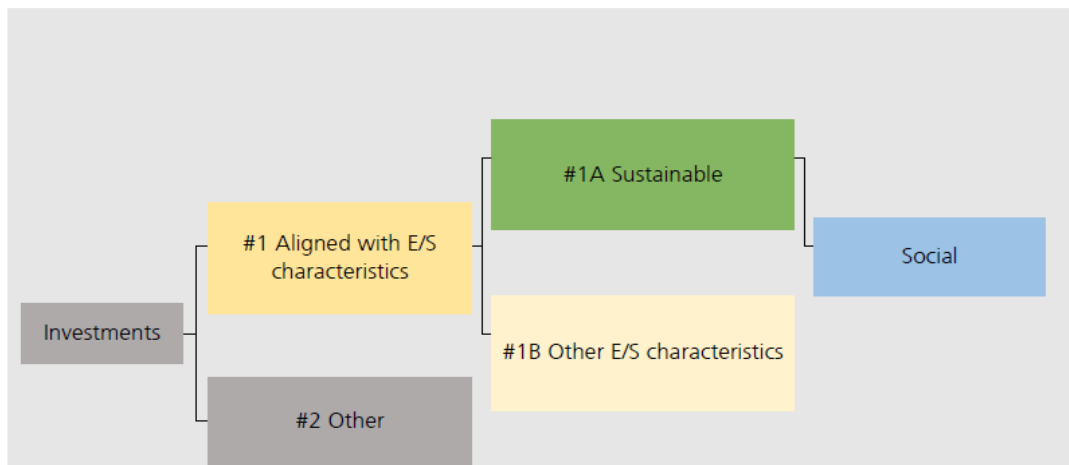 #1A Sustainable
#1 Aligned with E/S
characteristics
Social
Investments
#1B Other E/S characteristics
#2 Other